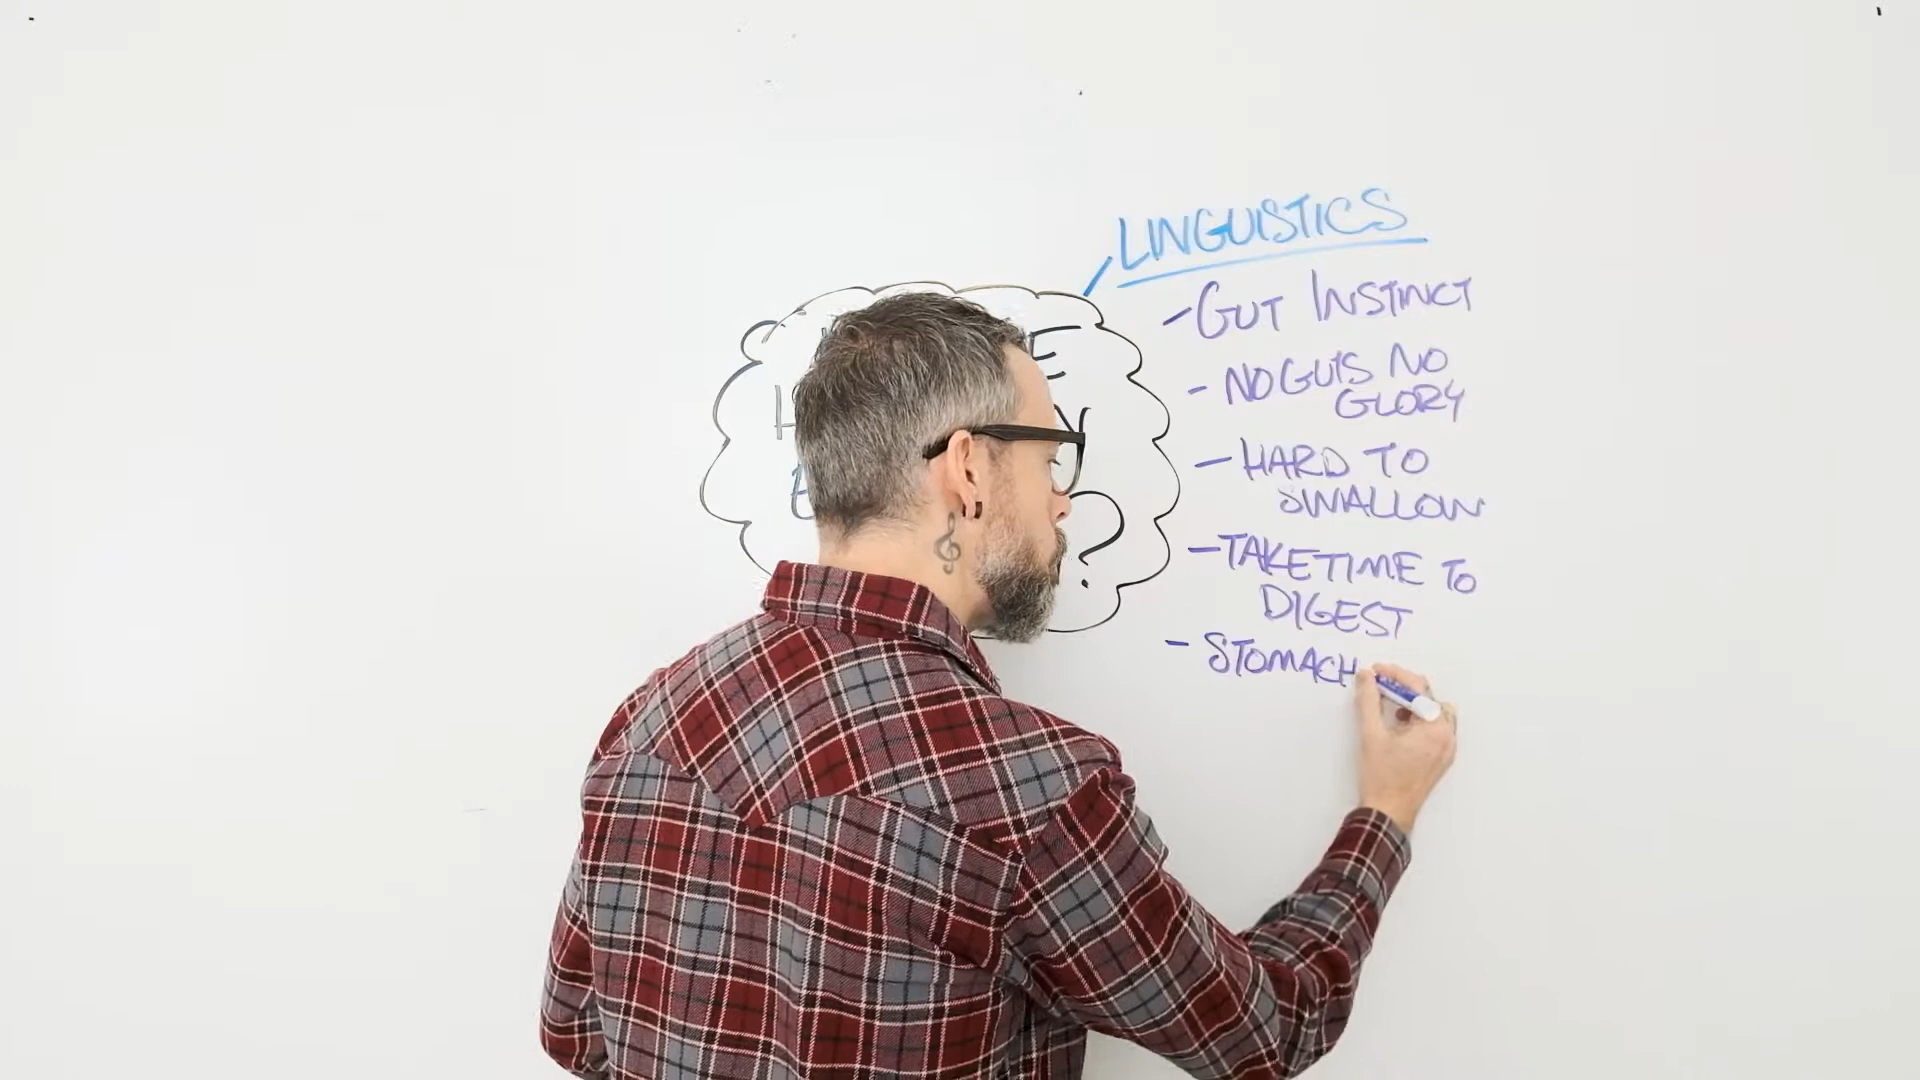 LINGUISTICS
- GUT INSTINCT
- NO GUTS NO
GLORY
- HARD TO
SWALLOW
- TAKE TIME TO
DIGEST
- STOMACH
?